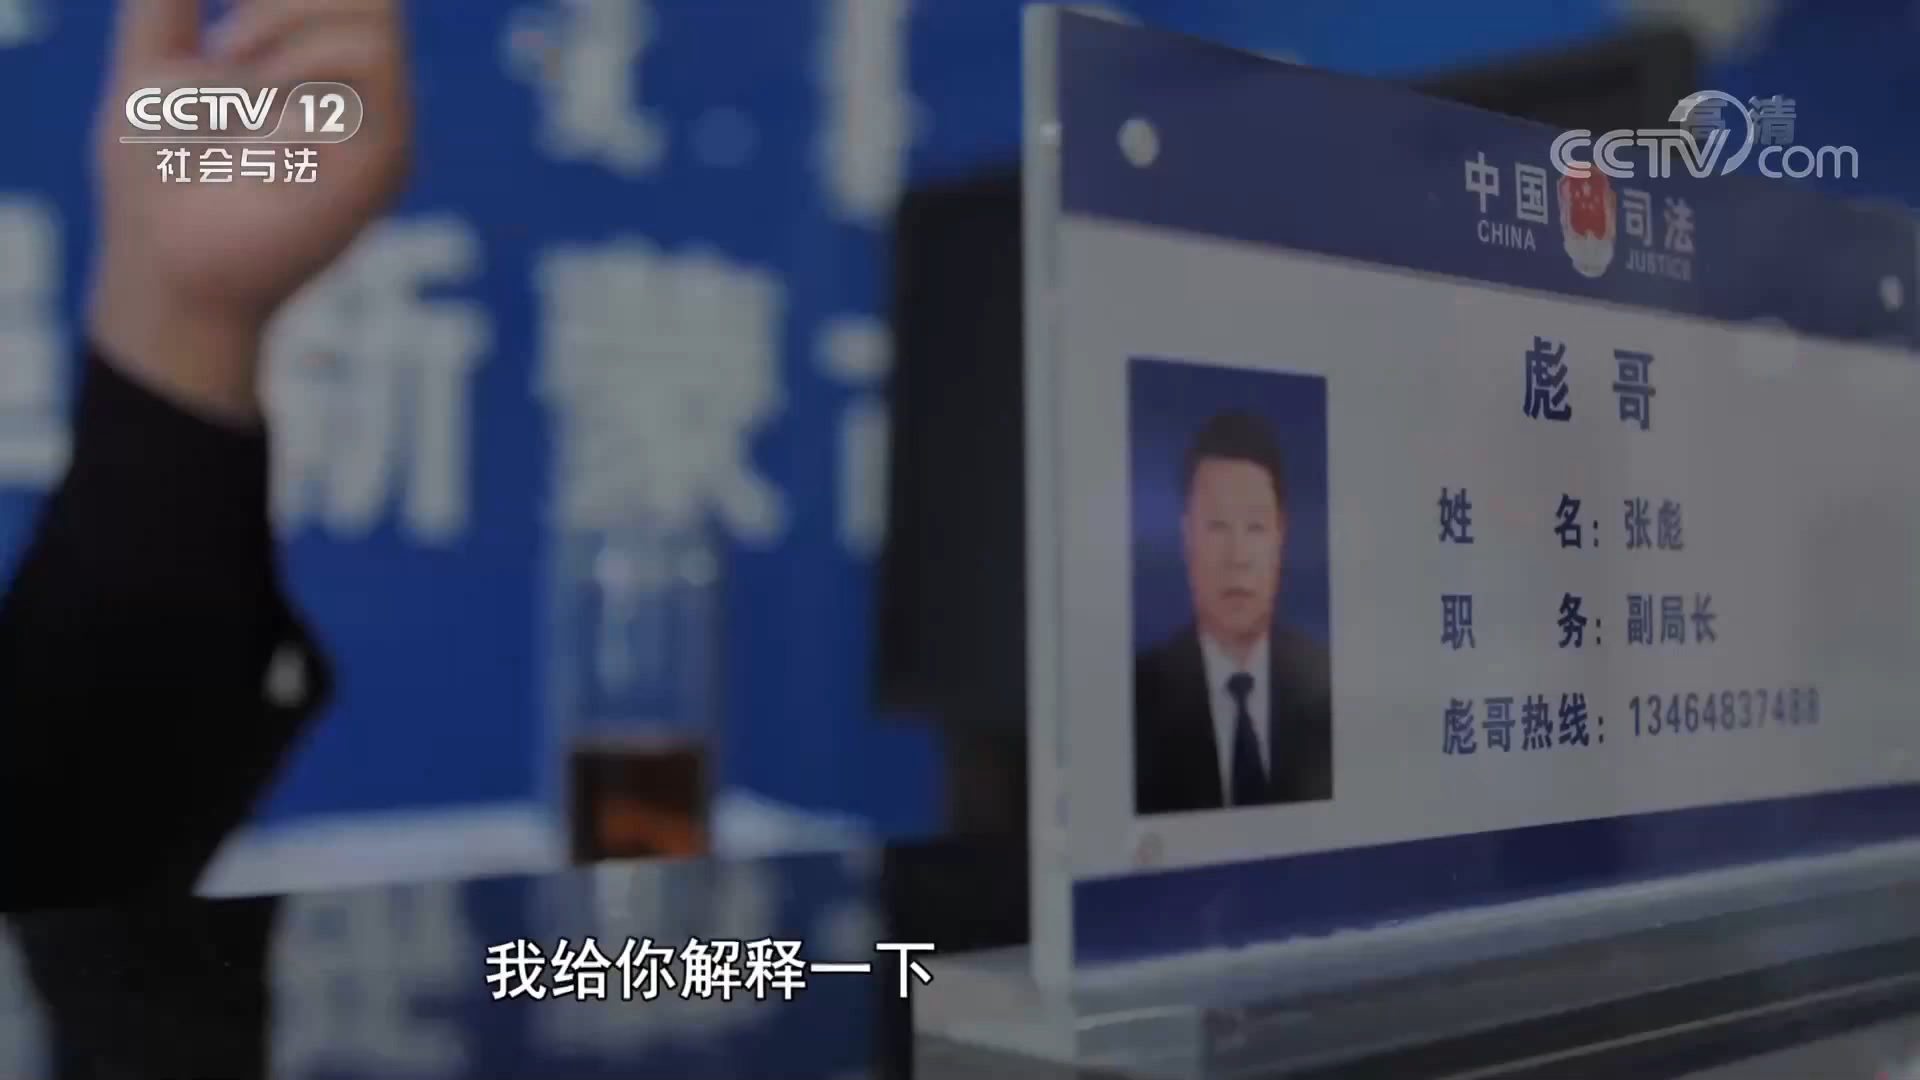 CCTV 12
社会与法
高清
CCTV.com
中国 司法
CHINA JUSTICE
彪哥
姓 名：张彪
职 务：副局长
彪哥热线：13464837488
新蒙
我给你解释一下